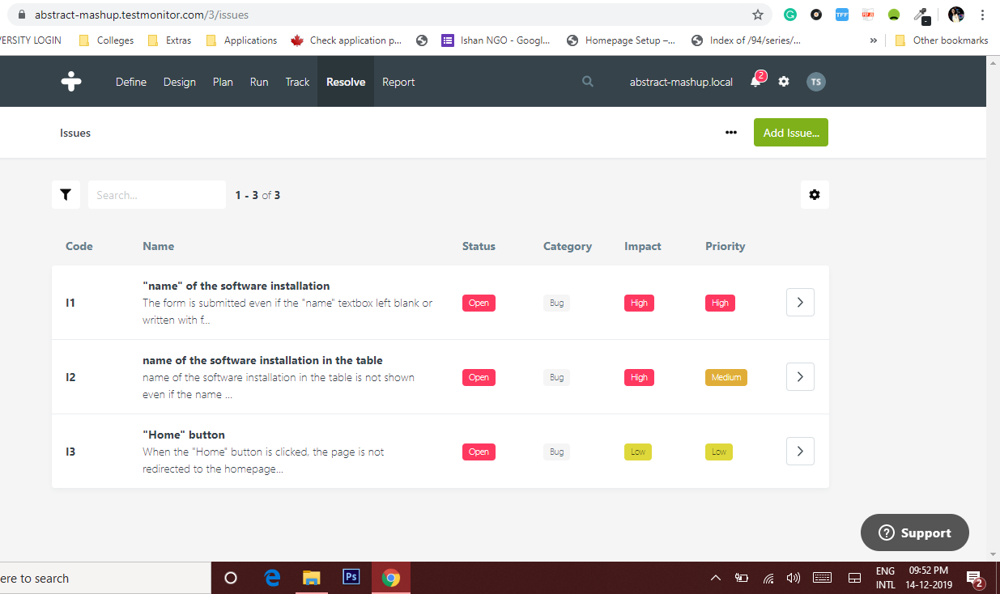 abstract-mashup.testmonitor.com/3/issues
TFF
ERSITY LOGIN Colleges Extras Applications Check application p... Ishan NGO - Googl... Homepage Setup –... Index of /94/series/... » Other bookmarks
Define Design Plan Run Track Resolve Report abstract-mashup.local 2 TS
Issues ••• Add Issue...
Search... 1 - 3 of 3
Code Name Status Category Impact Priority
"name" of the software installation
I1 The form is submitted even if the "name" textbox left blank or Open Bug High High
written with f...
name of the software installation in the table
I2 name of the software installation in the table is not shown Open Bug High Medium
even if the name ...
"Home" button
I3 When the "Home" button is clicked, the page is not Open Bug Low Low
redirected to the homepage...
? Support
ere to search Ps ENG 09:52 PM
INTL 14-12-2019 2